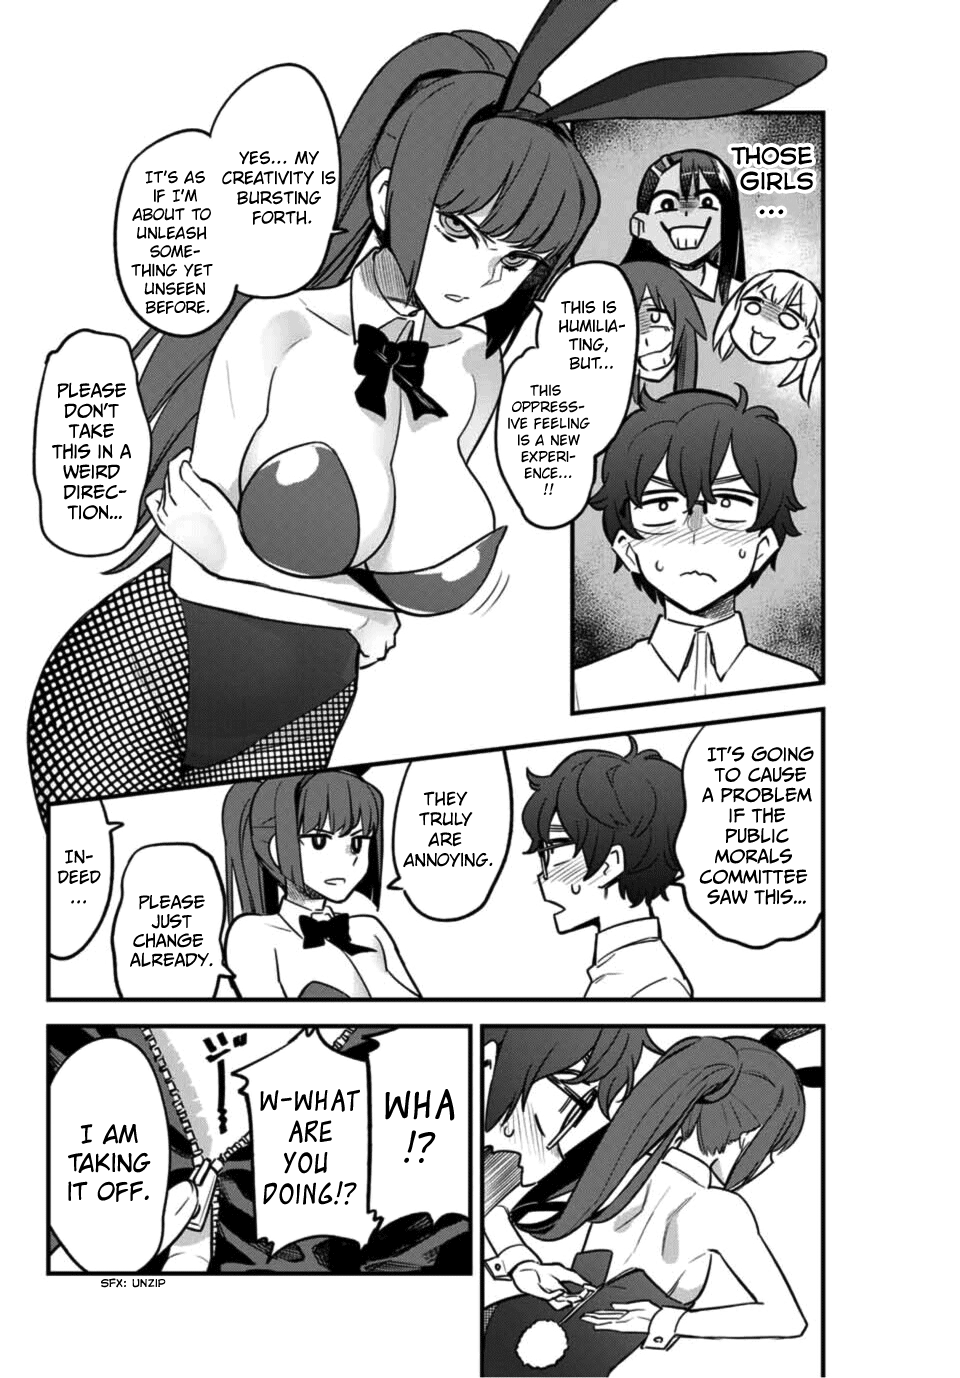 THOSE
GIRLS
...
THIS IS
HUMILIA-
TING,
BUT...
THIS
OPPRESS-
IVE FEELING
IS A NEW
EXPERI-
ENCE...
!!
YES... MY
CREATIVITY IS
BURSTING
FORTH.
IT'S AS
IF I'M
ABOUT TO
UNLEASH
SOME-
THING YET
UNSEEN
BEFORE.
PLEASE
DON'T
TAKE
THIS IN A
WEIRD
DIREC-
TION...
IT'S GOING
TO CAUSE
A PROBLEM
IF THE
PUBLIC
MORALS
COMMITTEE
SAW THIS...
THEY
TRULY
ARE
ANNOYING.
PLEASE
JUST
CHANGE
ALREADY.
IN-
DEED
...
WHA
!?
W-WHAT
ARE
YOU
DOING!?
I AM
TAKING
IT OFF.
SFX: UNZIP